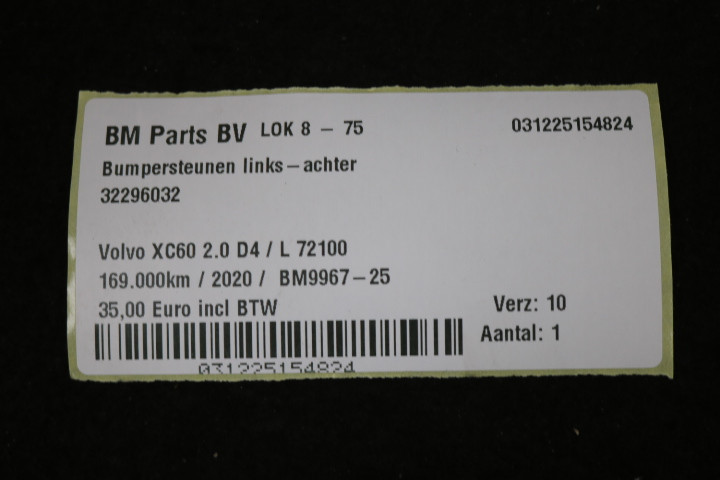 BM Parts BV LOK 8 - 75 031225154824
Bumpersteunen links-achter
32296032
Volvo XC60 2.0 D4 / L 72100
169.000km / 2020 / BM9967-25
35,00 Euro incl BTW Verz: 10
Aantal: 1
031225154824